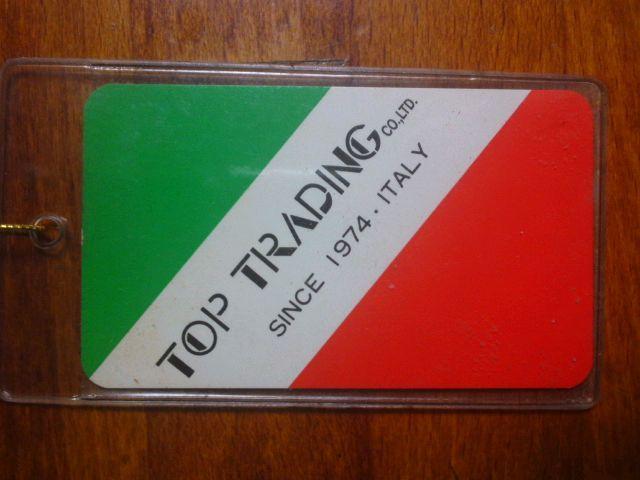 TOP TRADING CO.,LTD.
SINCE 1974 · ITALY